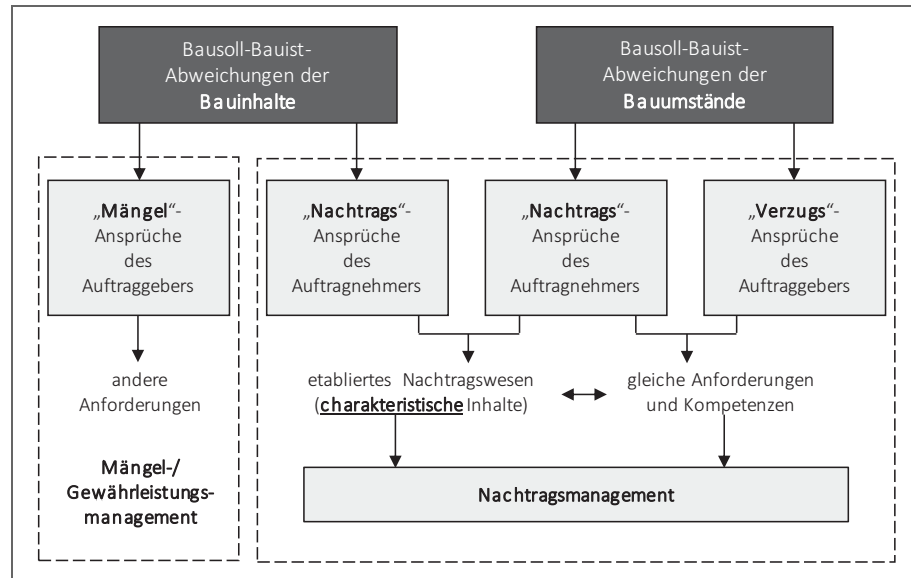 Bausoll-Bauist-
Abweichungen der
Bauinhalte
Bausoll-Bauist-
Abweichungen der
Bauumstände
„Mängel“-
Ansprüche
des
Auftraggebers
„Nachtrags“-
Ansprüche
des
Auftragnehmers
„Nachtrags“-
Ansprüche
des
Auftragnehmers
„Verzugs“-
Ansprüche
des
Auftraggebers
andere
Anforderungen
etabliertes Nachtragswesen
(charakteristische Inhalte)
gleiche Anforderungen
und Kompetenzen
Mängel-/
Gewährleistungs-
management
Nachtragsmanagement